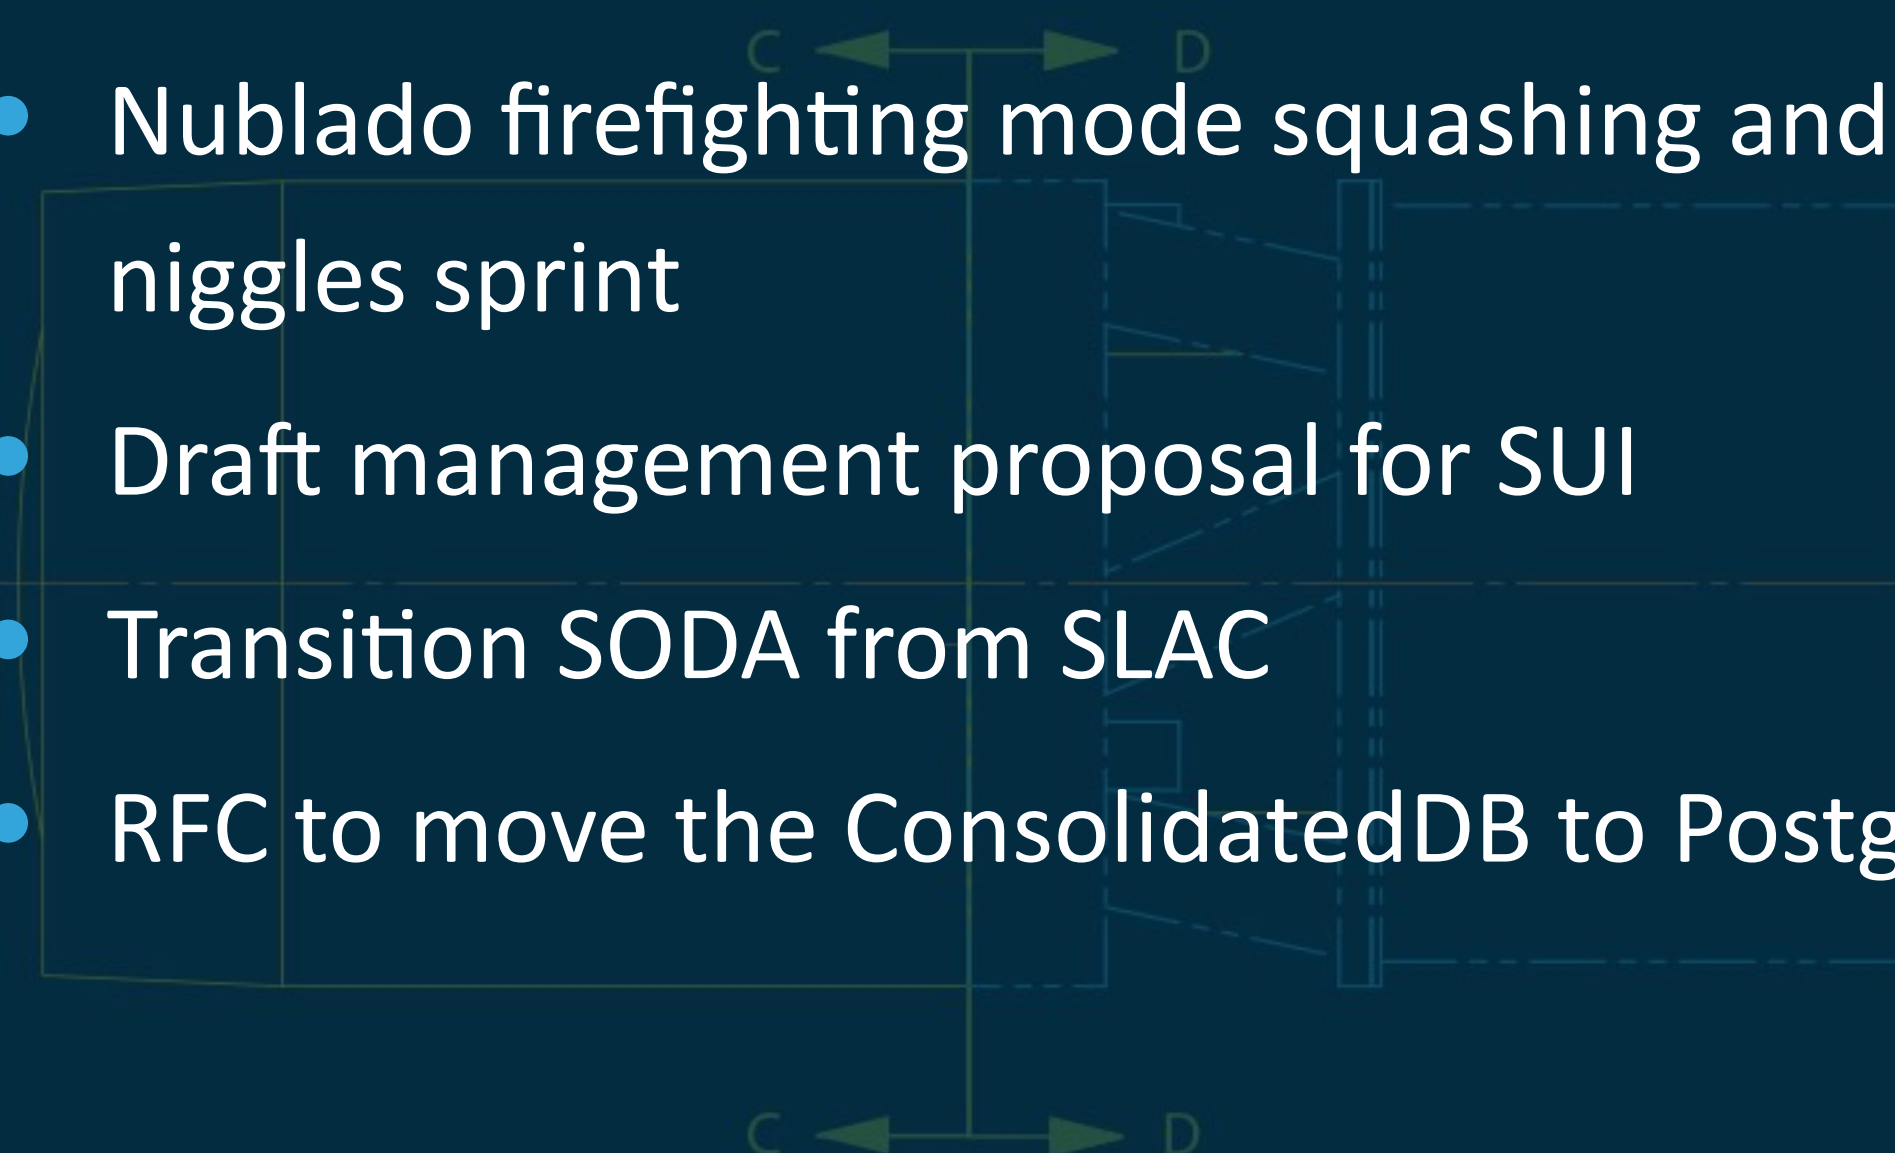 C D
• Nublado firefighting mode squashing and
niggles sprint
• Draft management proposal for SUI
• Transition SODA from SLAC
• RFC to move the ConsolidatedDB to Postg
C D